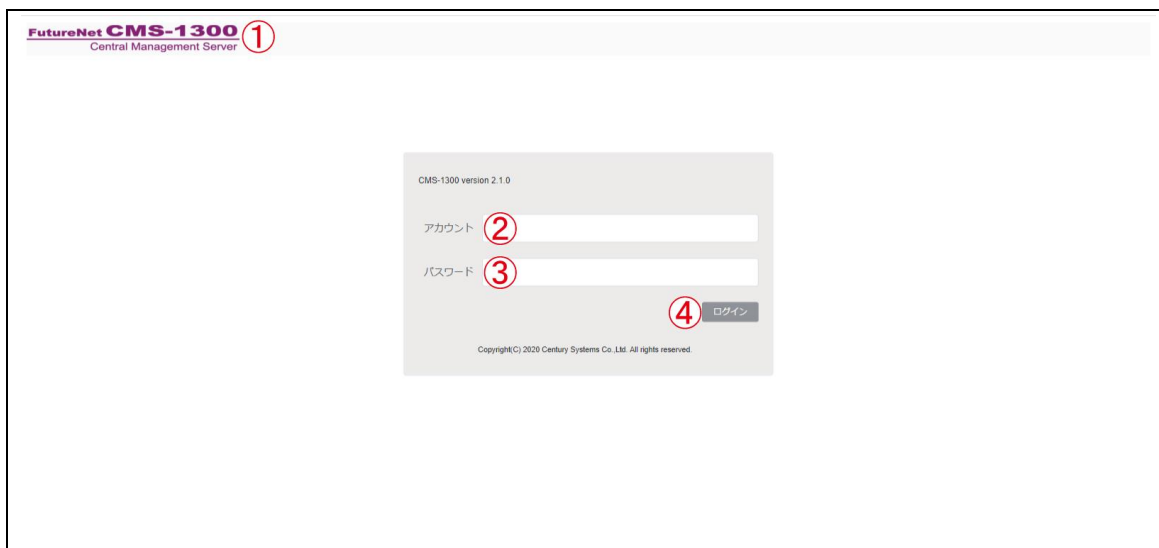 FutureNet CMS-1300 ①
Central Management Server
CMS-1300 version 2.1.0
アカウント ②
パスワード ③
④ ログイン
Copyright(C) 2020 Century Systems Co.,Ltd. All rights reserved.